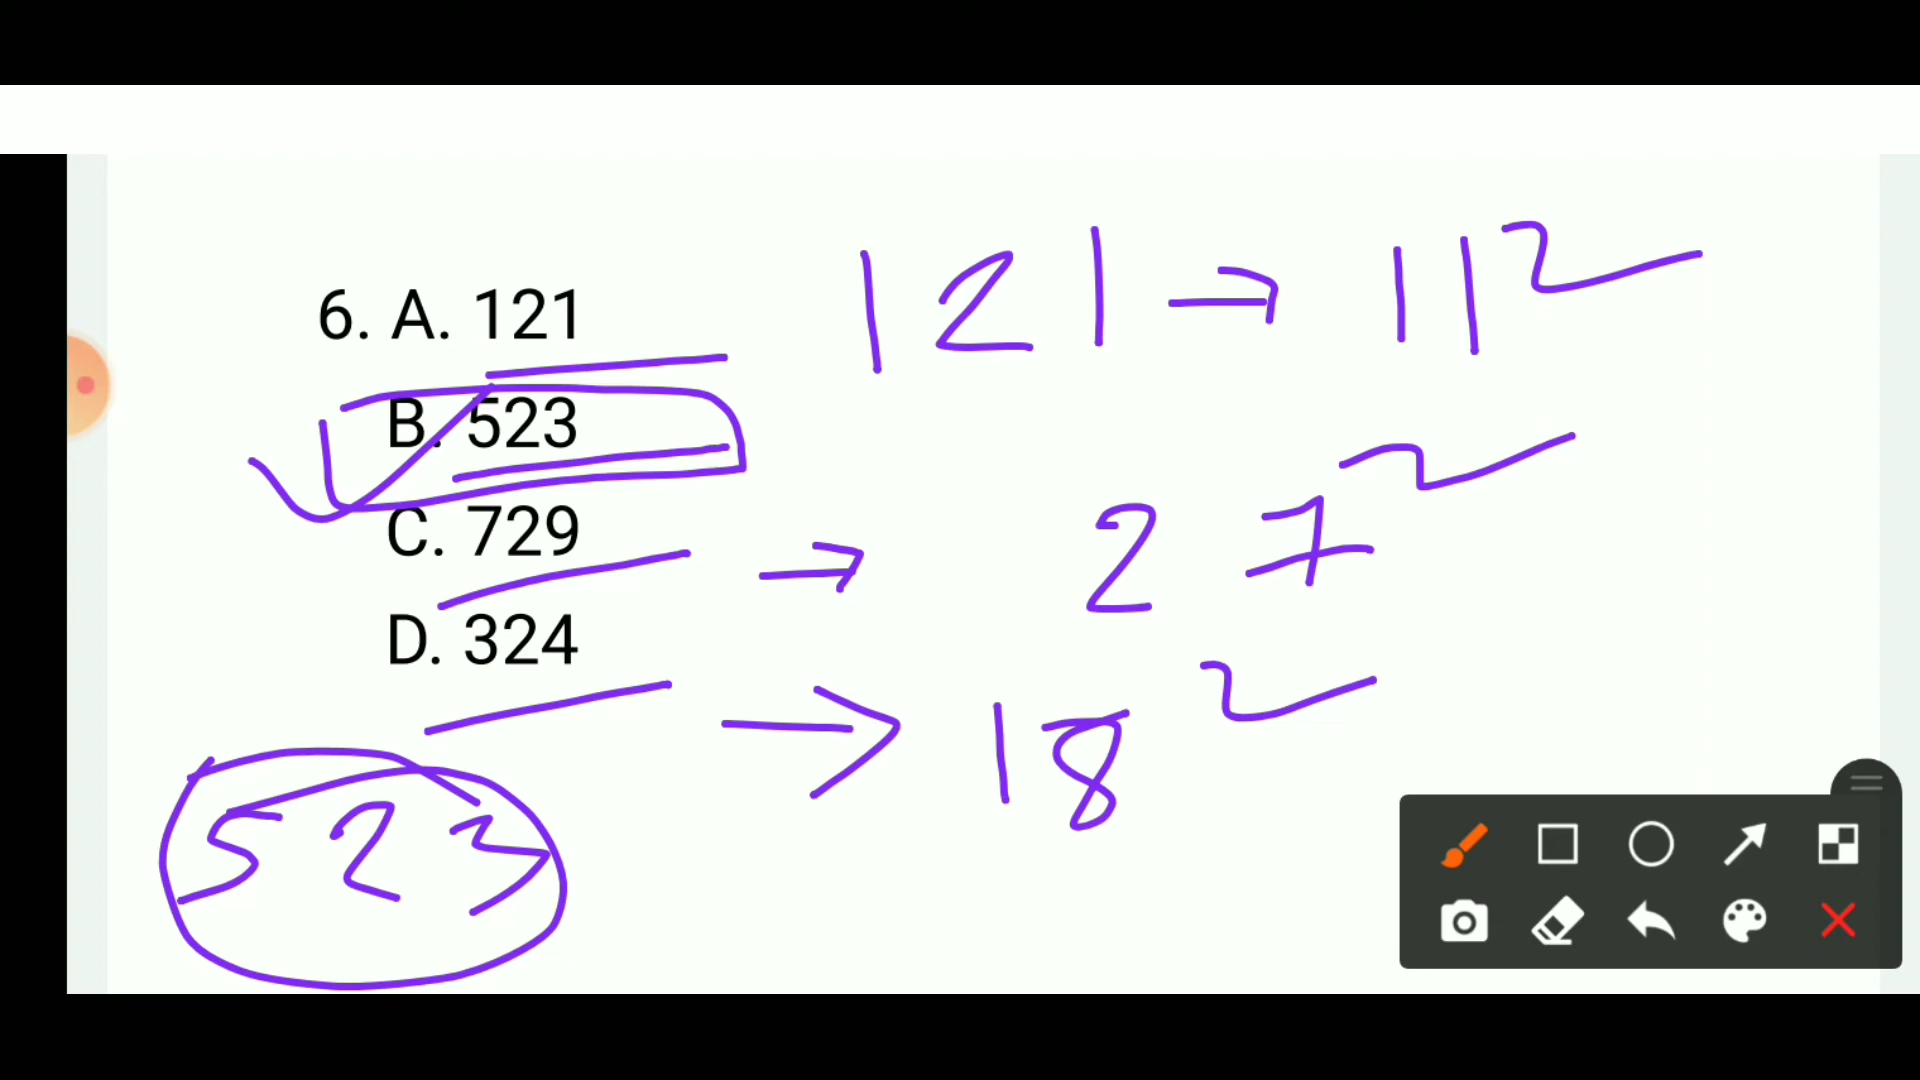 6. A. 121
121 → 11²
B. 523
C. 729
→ 27²
D. 324
→ 18²
523